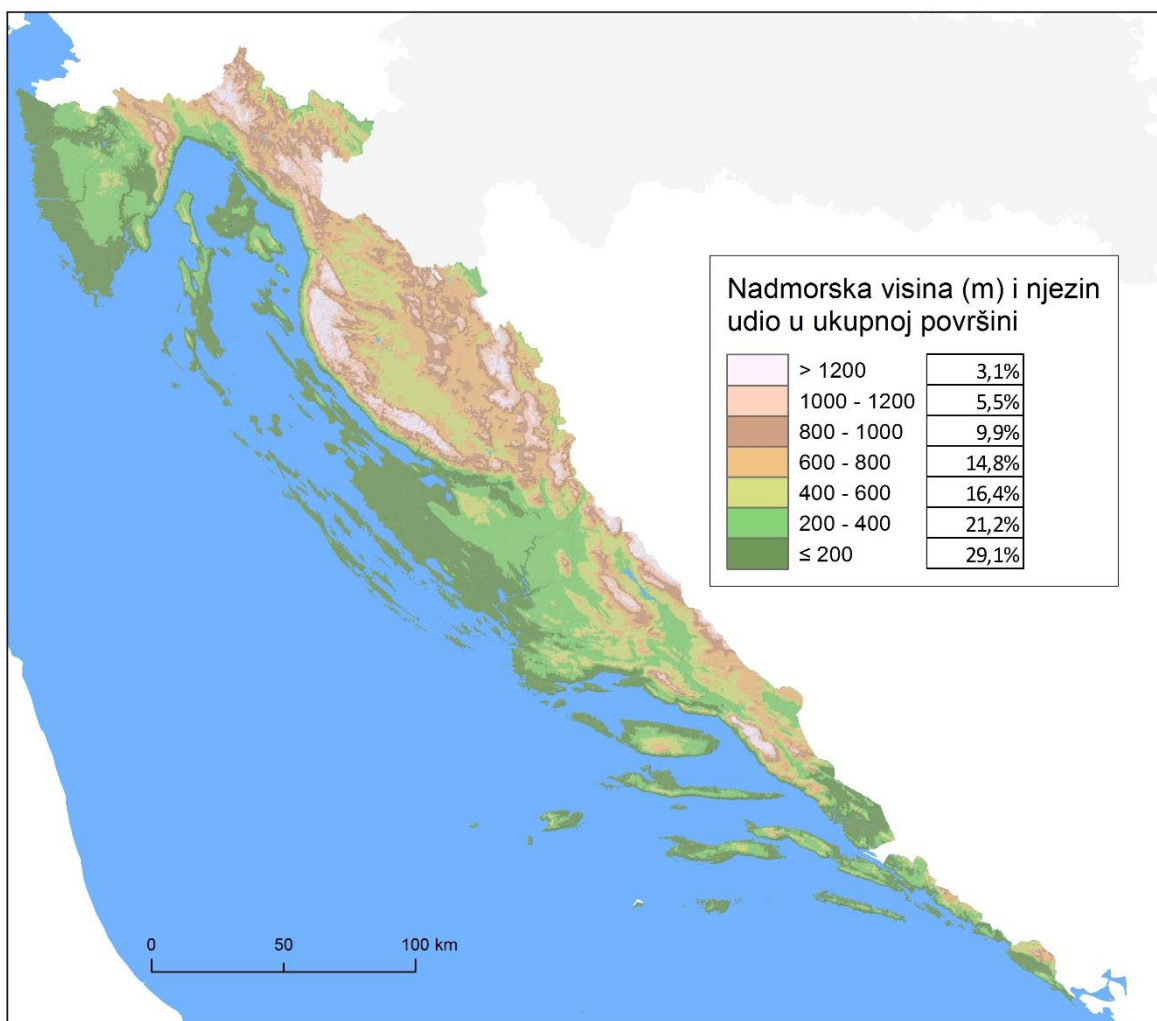 Nadmorska visina (m) i njezin
udio u ukupnoj površini
> 1200 3,1%
1000 - 1200 5,5%
800 - 1000 9,9%
600 - 800 14,8%
400 - 600 16,4%
200 - 400 21,2%
≤ 200 29,1%
0 50 100 km